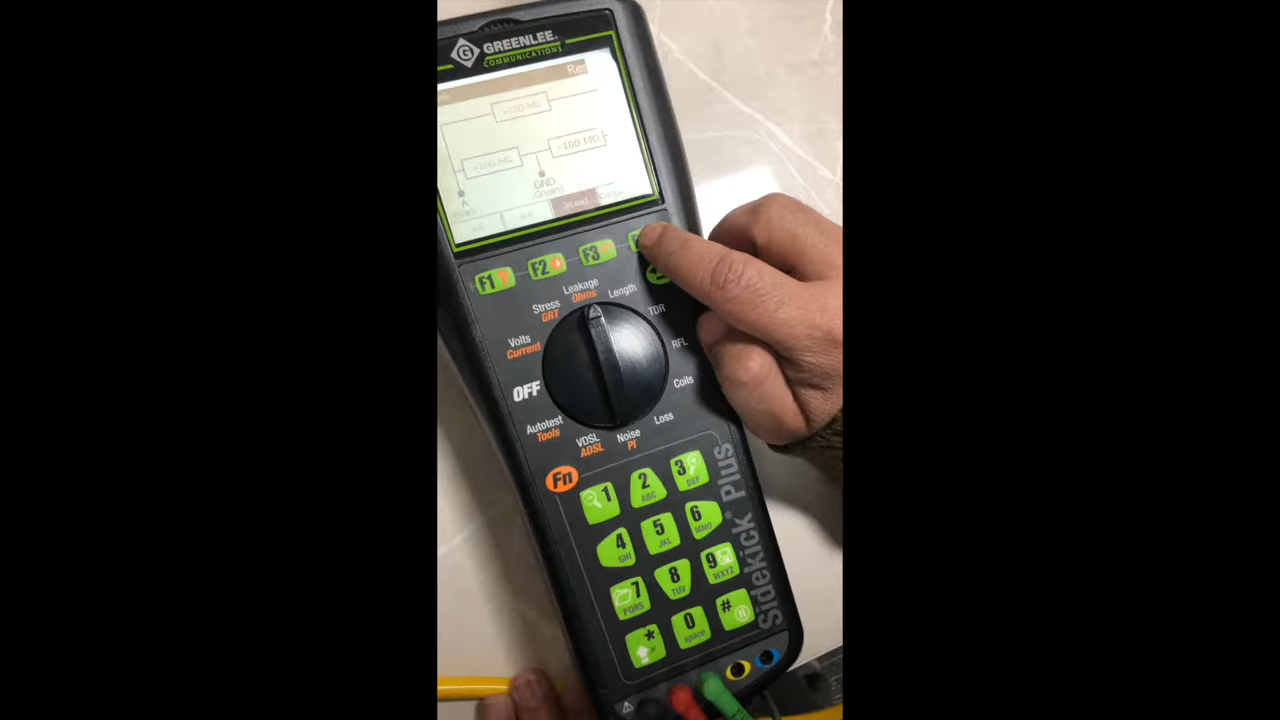 GREENLEE.
COMMUNICATIONS
>100 MΩ
>100 MΩ
>100 MΩ
A
GND
(Green)
3Lead
F1
F2
F3
Leakage
Ohms
Length
Stress
GRT
TDR
Volts
Current
RFL
OFF
Coils
Autotest
Tools
VDSL
ADSL
Noise
PI
Loss
Fn
1
2
ABC
3
DEF
4
GHI
5
JKL
6
MNO
7
PQRS
8
TUV
9
WXYZ
*
0
space
#
Sidekick® Plus